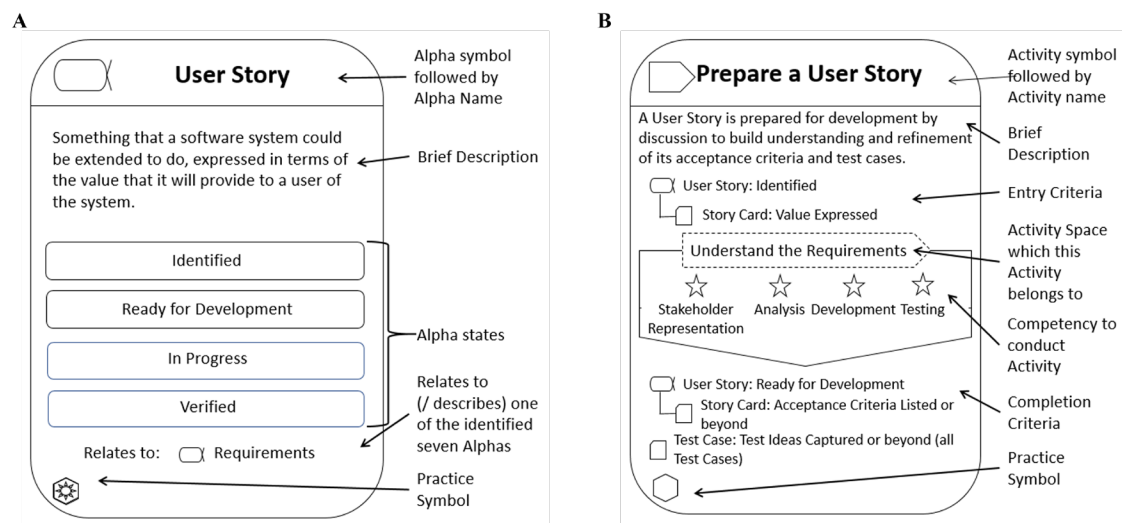 A
User Story
Something that a software system could
be extended to do, expressed in terms of
the value that it will provide to a user of
the system.
Identified
Ready for Development
In Progress
Verified
Relates to: Requirements
Alpha symbol
followed by
Alpha Name
Brief Description
Alpha states
Relates to
(/ describes) one
of the identified
seven Alphas
Practice
Symbol
B
Prepare a User Story
A User Story is prepared for development by
discussion to build understanding and refinement
of its acceptance criteria and test cases.
User Story: Identified
Story Card: Value Expressed
Understand the Requirements
Stakeholder
Representation
Analysis
Development
Testing
User Story: Ready for Development
Story Card: Acceptance Criteria Listed or
beyond
Test Case: Test Ideas Captured or beyond (all
Test Cases)
Activity symbol
followed by
Activity name
Brief
Description
Entry Criteria
Activity Space
which this
Activity
belongs to
Competency to
conduct
Activity
Completion
Criteria
Practice
Symbol